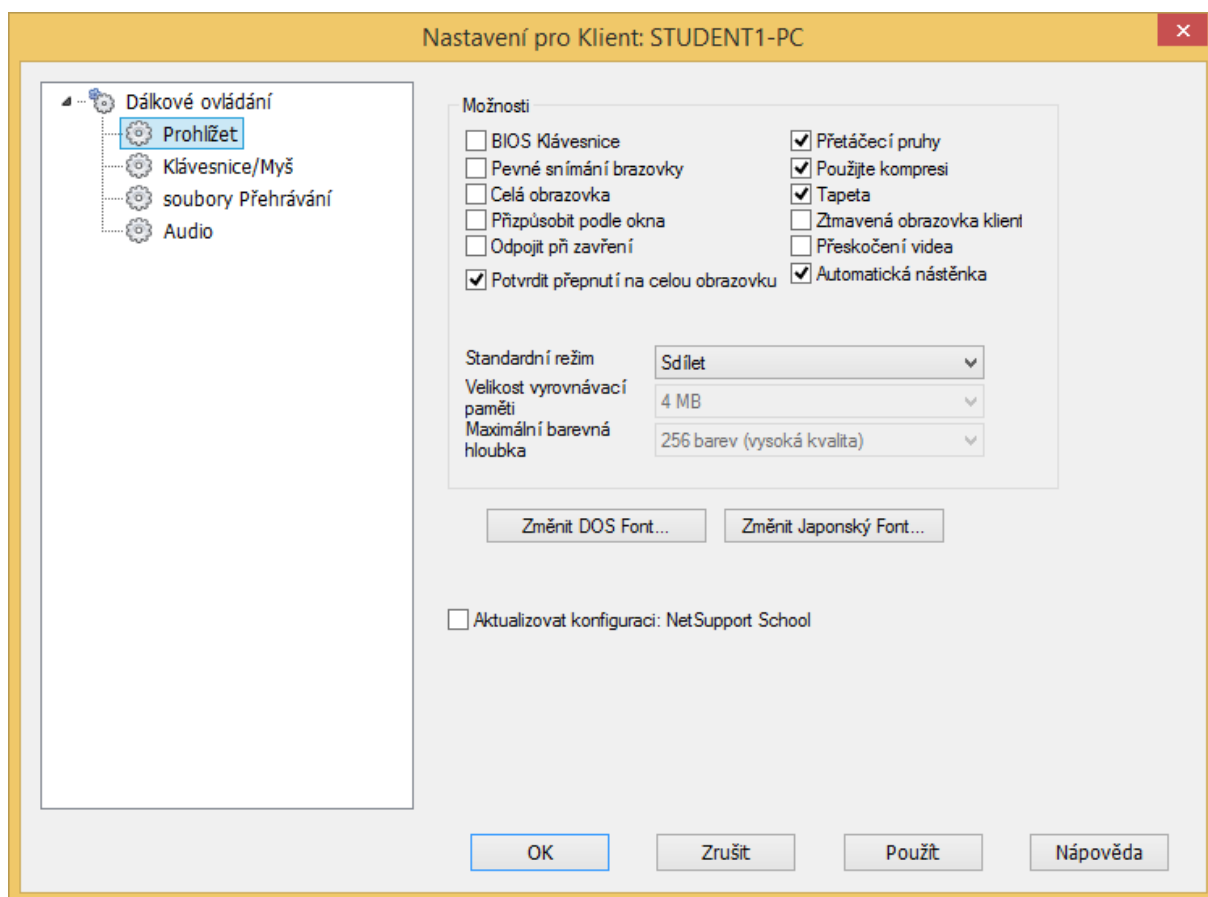 Nastavení pro Klient: STUDENT1-PC
Dálkové ovládání
Prohlížet
Klávesnice/Myš
soubory Přehrávání
Audio
Možnosti
BIOS Klávesnice
Pevné snímání brazovky
Celá obrazovka
Přizpůsobit podle okna
Odpojit při zavření
Potvrdit přepnutí na celou obrazovku
Přetáčecí pruhy
Použijte kompresi
Tapeta
Ztmavená obrazovka klient
Přeskočení videa
Automatická nástěnka
Standardní režim
Sdílet
Velikost vyrovnávací
paměti
4 MB
Maximální barevná
hloubka
256 barev (vysoká kvalita)
Změnit DOS Font...
Změnit Japonský Font...
Aktualizovat konfiguraci: NetSupport School
OK
Zrušit
Použít
Nápověda